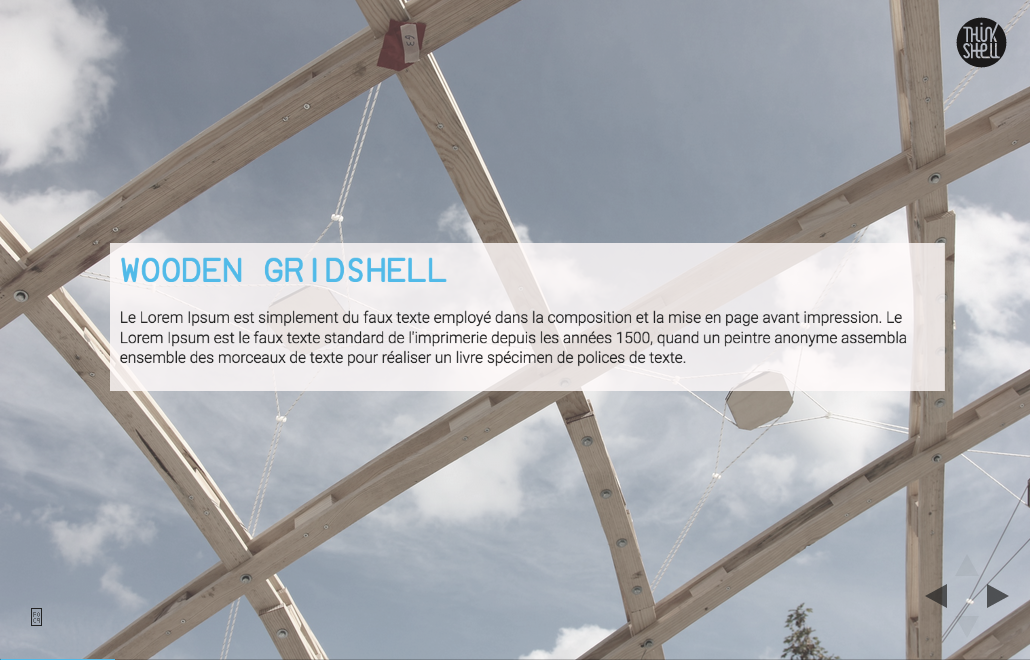 E9
THINK
SHELL
WOODEN GRIDSHELL
Le Lorem Ipsum est simplement du faux texte employé dans la composition et la mise en page avant impression. Le
Lorem Ipsum est le faux texte standard de l'imprimerie depuis les années 1500, quand un peintre anonyme assembla
ensemble des morceaux de texte pour réaliser un livre spécimen de polices de texte.